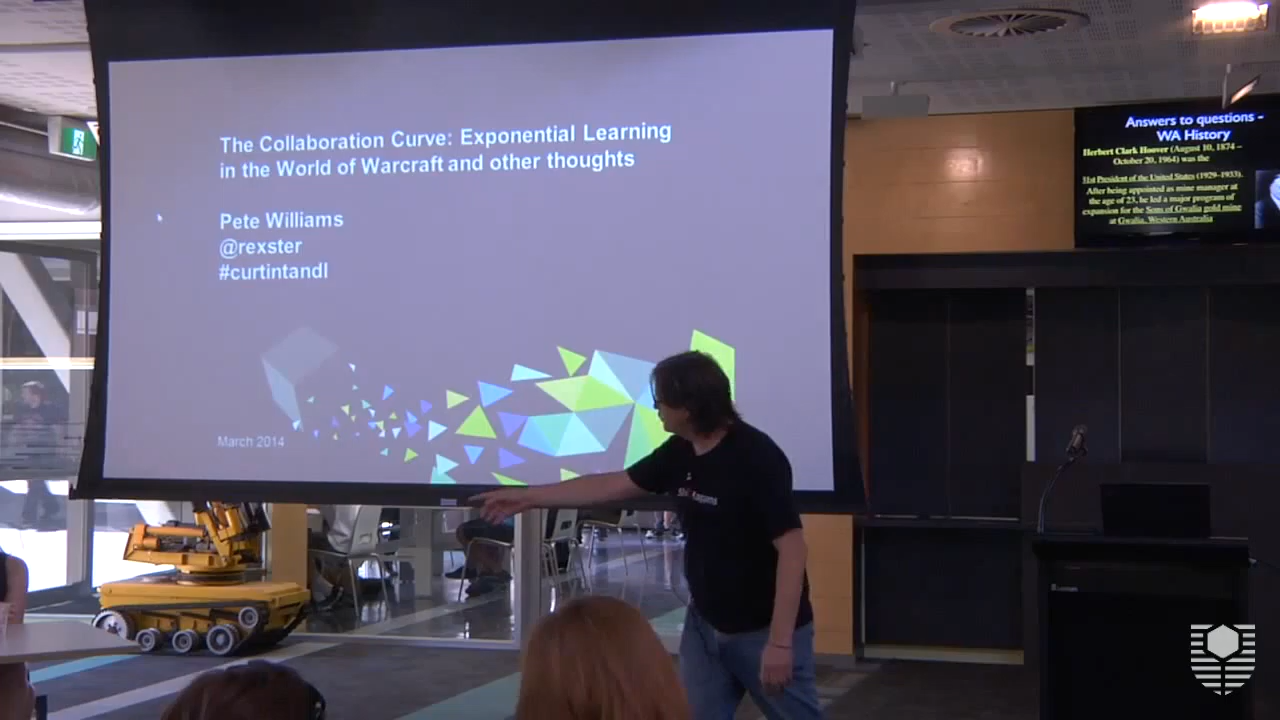 The Collaboration Curve: Exponential Learning
in the World of Warcraft and other thoughts
Pete Williams
@rexster
#curtintandl
March 2014
Answers to questions –
WA History
Herbert Clark Hoover (August 10, 1874 –
October 20, 1964) was the
31st President of the United States (1929–1933).
After being appointed as mine manager at
the age of 23, he led a major program of
expansion for the Sons of Gwalia gold mine
at Gwalia, Western Australia